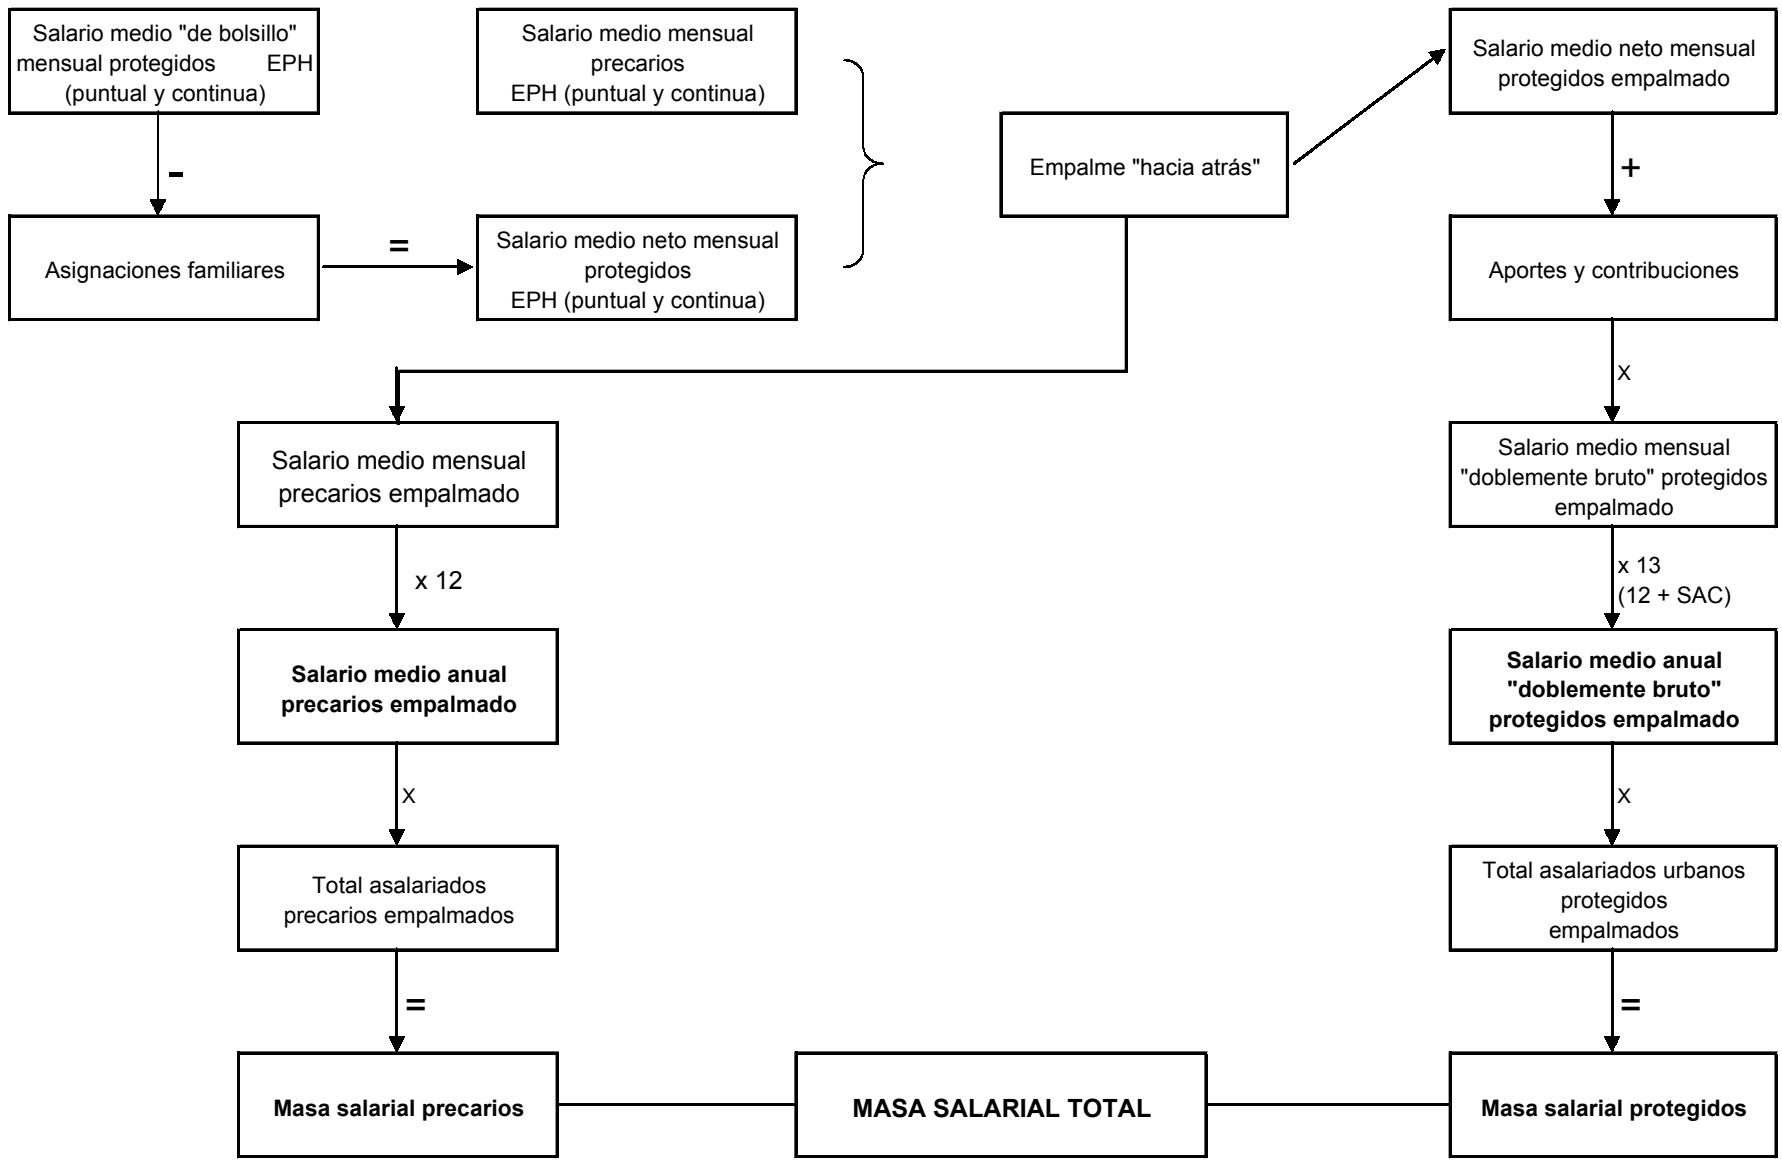 Salario medio "de bolsillo"
mensual protegidos EPH
(puntual y continua)
Salario medio mensual
precarios
EPH (puntual y continua)
Salario medio neto mensual
protegidos empalmado
Empalme "hacia atrás"
-
+
Asignaciones familiares
=
Salario medio neto mensual
protegidos
EPH (puntual y continua)
Aportes y contribuciones
X
Salario medio mensual
precarios empalmado
Salario medio mensual
"doblemente bruto" protegidos
empalmado
x 12
x 13
(12 + SAC)
Salario medio anual
precarios empalmado
Salario medio anual
"doblemente bruto"
protegidos empalmado
X
X
Total asalariados
precarios empalmados
Total asalariados urbanos
protegidos
empalmados
=
=
Masa salarial precarios
MASA SALARIAL TOTAL
Masa salarial protegidos